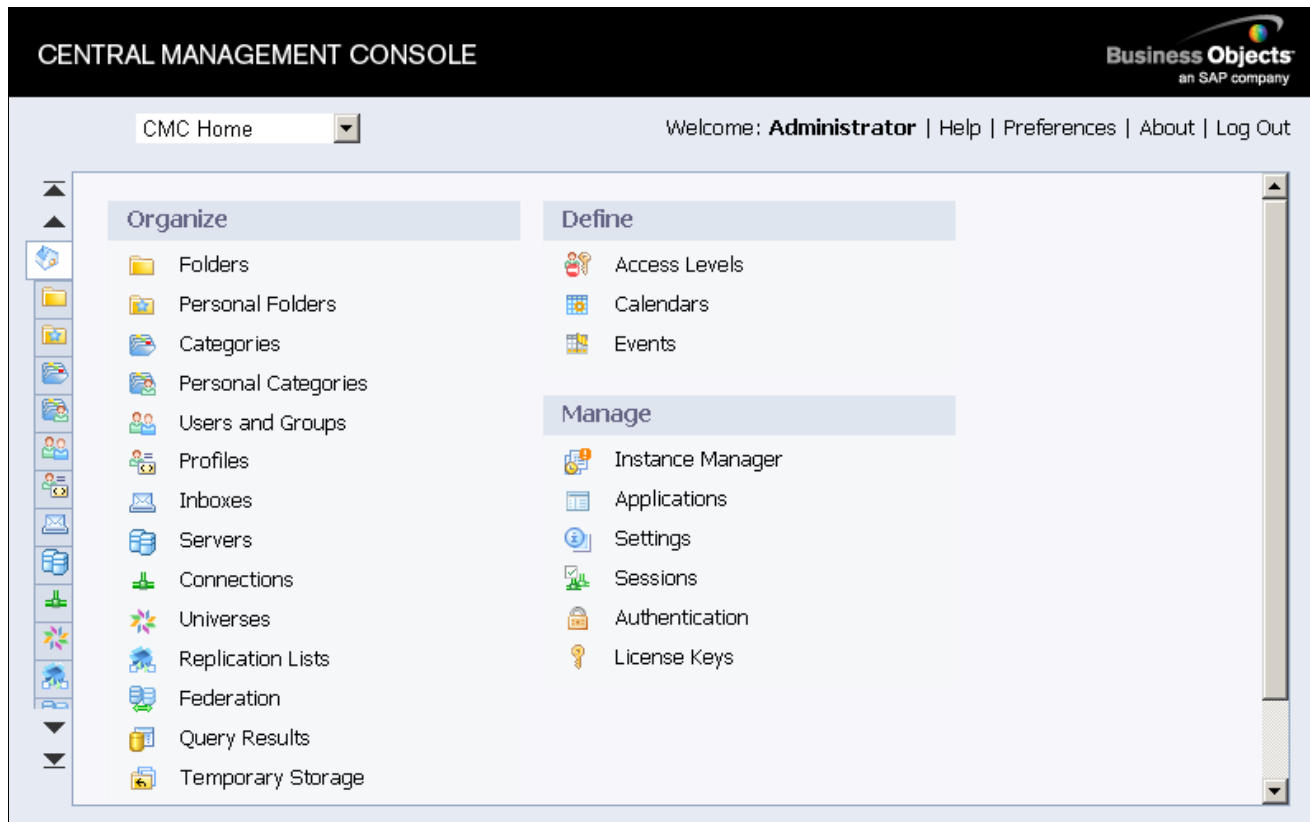 CENTRAL MANAGEMENT CONSOLE
Business Objects
an SAP company
CMC Home
Welcome: Administrator | Help | Preferences | About | Log Out
Organize
Folders
Personal Folders
Categories
Personal Categories
Users and Groups
Profiles
Inboxes
Servers
Connections
Universes
Replication Lists
Federation
Query Results
Temporary Storage
Define
Access Levels
Calendars
Events
Manage
Instance Manager
Applications
Settings
Sessions
Authentication
License Keys